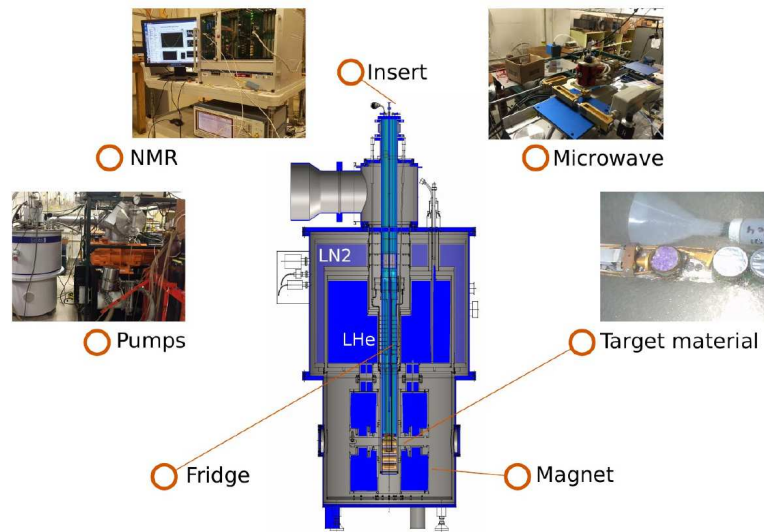 Insert
NMR
Microwave
LN2
Pumps
LHe
Target material
Fridge
Magnet